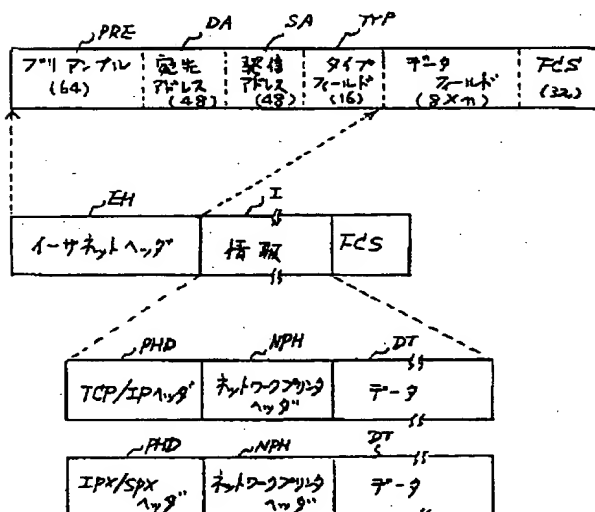 PRE DA SA TYP
プリアンブル (64)
宛先 アドレス (48)
発信 アドレス (48)
タイプ フィールド (16)
データ フィールド (8×n)
FCS (32)
EH I
イーサネットヘッダ 情報 FCS
PHD NPH DT
TCP/IPヘッダ ネットワークプリンタ ヘッダ データ
PHD NPH DT
IPX/SPX ヘッダ ネットワークプリンタ ヘッダ データ